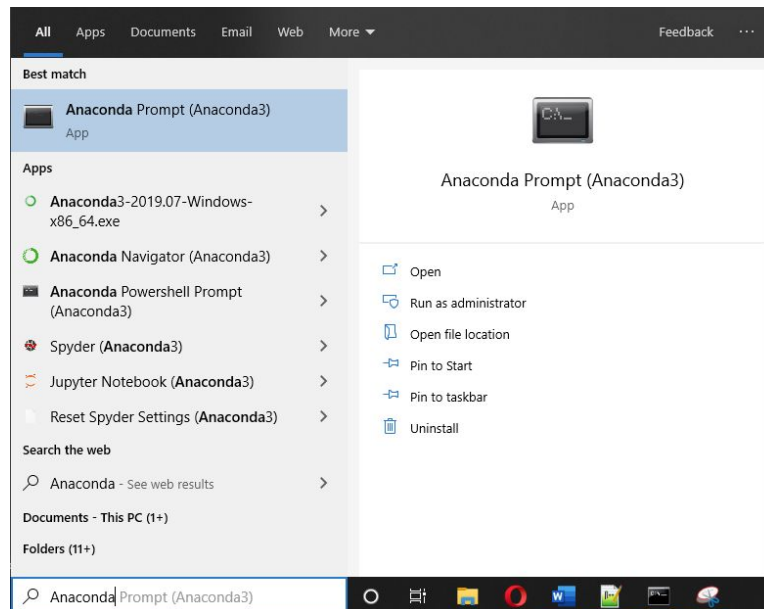 All Apps Documents Email Web More Feedback ...
Best match
Anaconda Prompt (Anaconda3)
App
Apps
Anaconda3-2019.07-Windows-
x86_64.exe
Anaconda Navigator (Anaconda3)
Anaconda Powershell Prompt
(Anaconda3)
Spyder (Anaconda3)
Jupyter Notebook (Anaconda3)
Reset Spyder Settings (Anaconda3)
Search the web
Anaconda - See web results
Documents - This PC (1+)
Folders (11+)
Anaconda Prompt (Anaconda3)
C:\_
Anaconda Prompt (Anaconda3)
App
Open
Run as administrator
Open file location
Pin to Start
Pin to taskbar
Uninstall